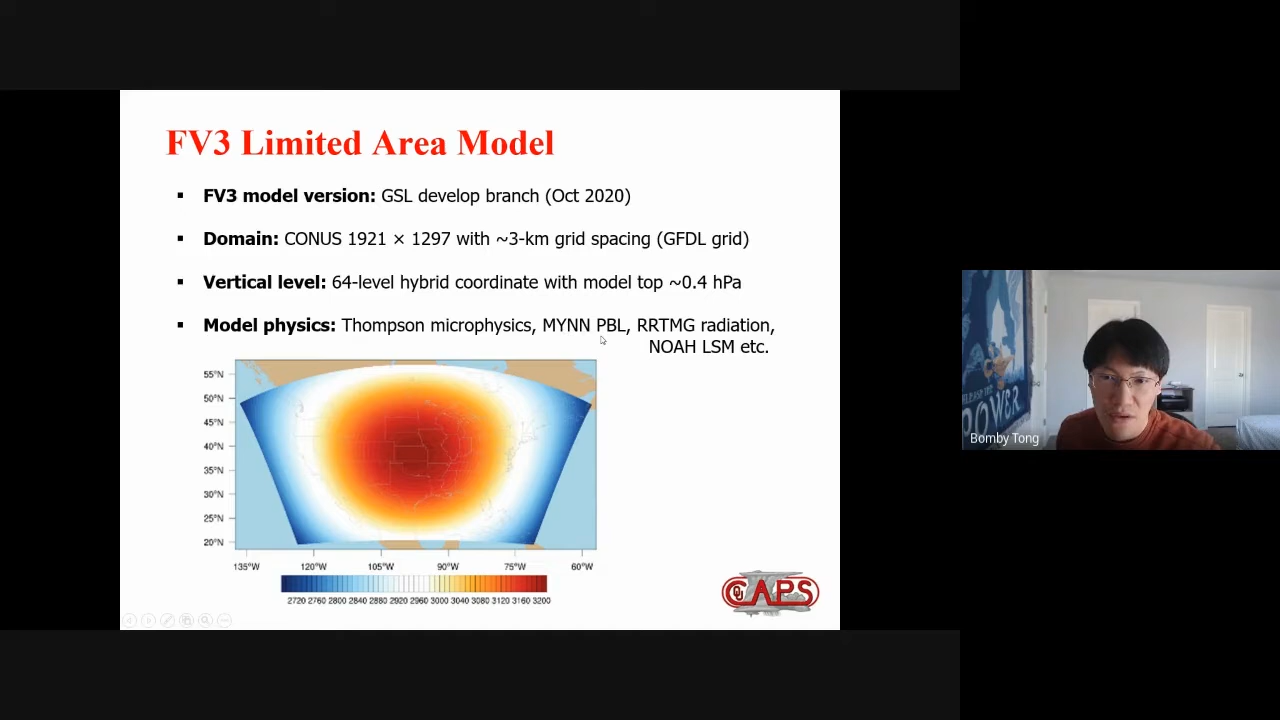 FV3 Limited Area Model
▪ FV3 model version: GSL develop branch (Oct 2020)
▪ Domain: CONUS 1921 × 1297 with ~3-km grid spacing (GFDL grid)
▪ Vertical level: 64-level hybrid coordinate with model top ~0.4 hPa
▪ Model physics: Thompson microphysics, MYNN PBL, RRTMG radiation,
NOAH LSM etc.
55°N
50°N
45°N
40°N
35°N
30°N
25°N
20°N
135°W 120°W 105°W 90°W 75°W 60°W
2720 2760 2800 2840 2880 2920 2960 3000 3040 3080 3120 3160 3200
OU CAPS
POWER
Bomby Tong